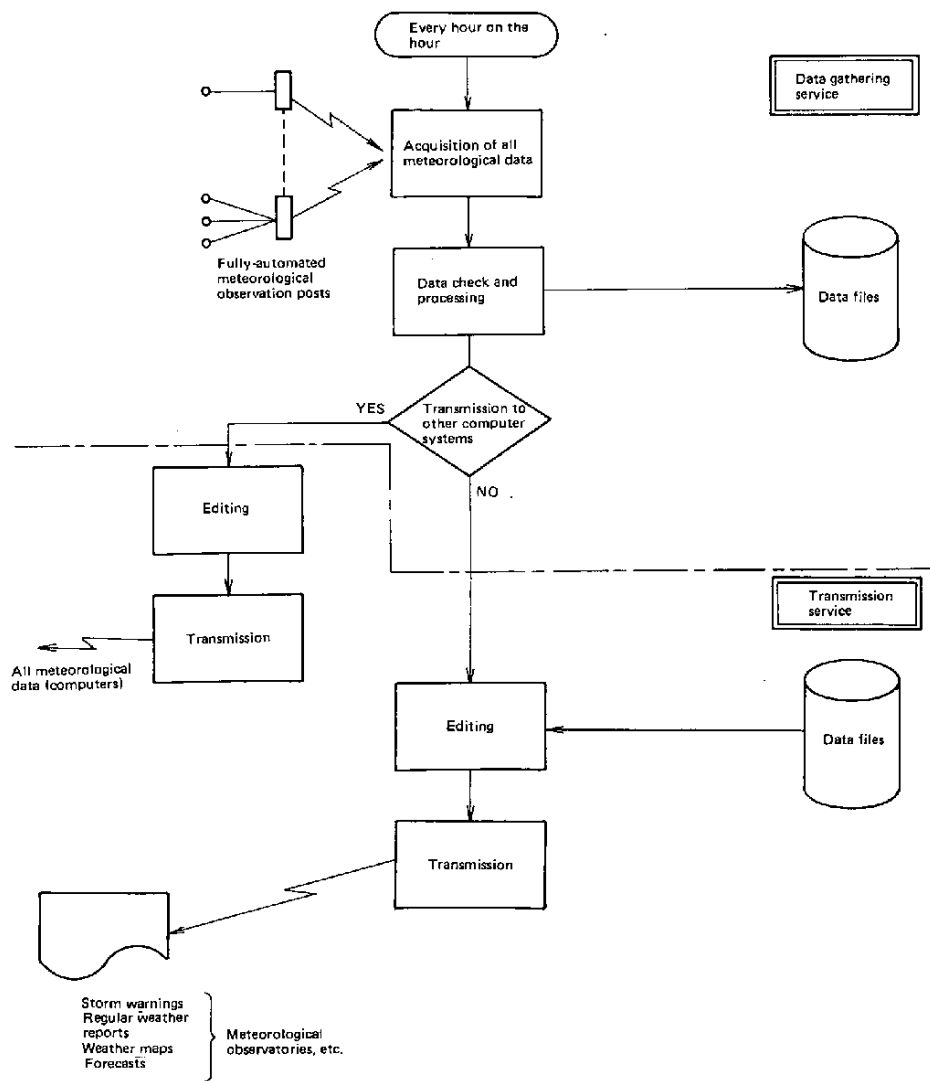 Every hour on the
hour
Data gathering
service
Acquisition of all
meteorological data
Fully-automated
meteorological
observation posts
Data check and
processing
Data files
YES
Transmission to
other computer
systems
NO
Editing
Transmission
service
Transmission
All meteorological
data (computers)
Editing
Data files
Transmission
Storm warnings
Regular weather
reports
Weather maps
Forecasts
Meteorological
observatories, etc.